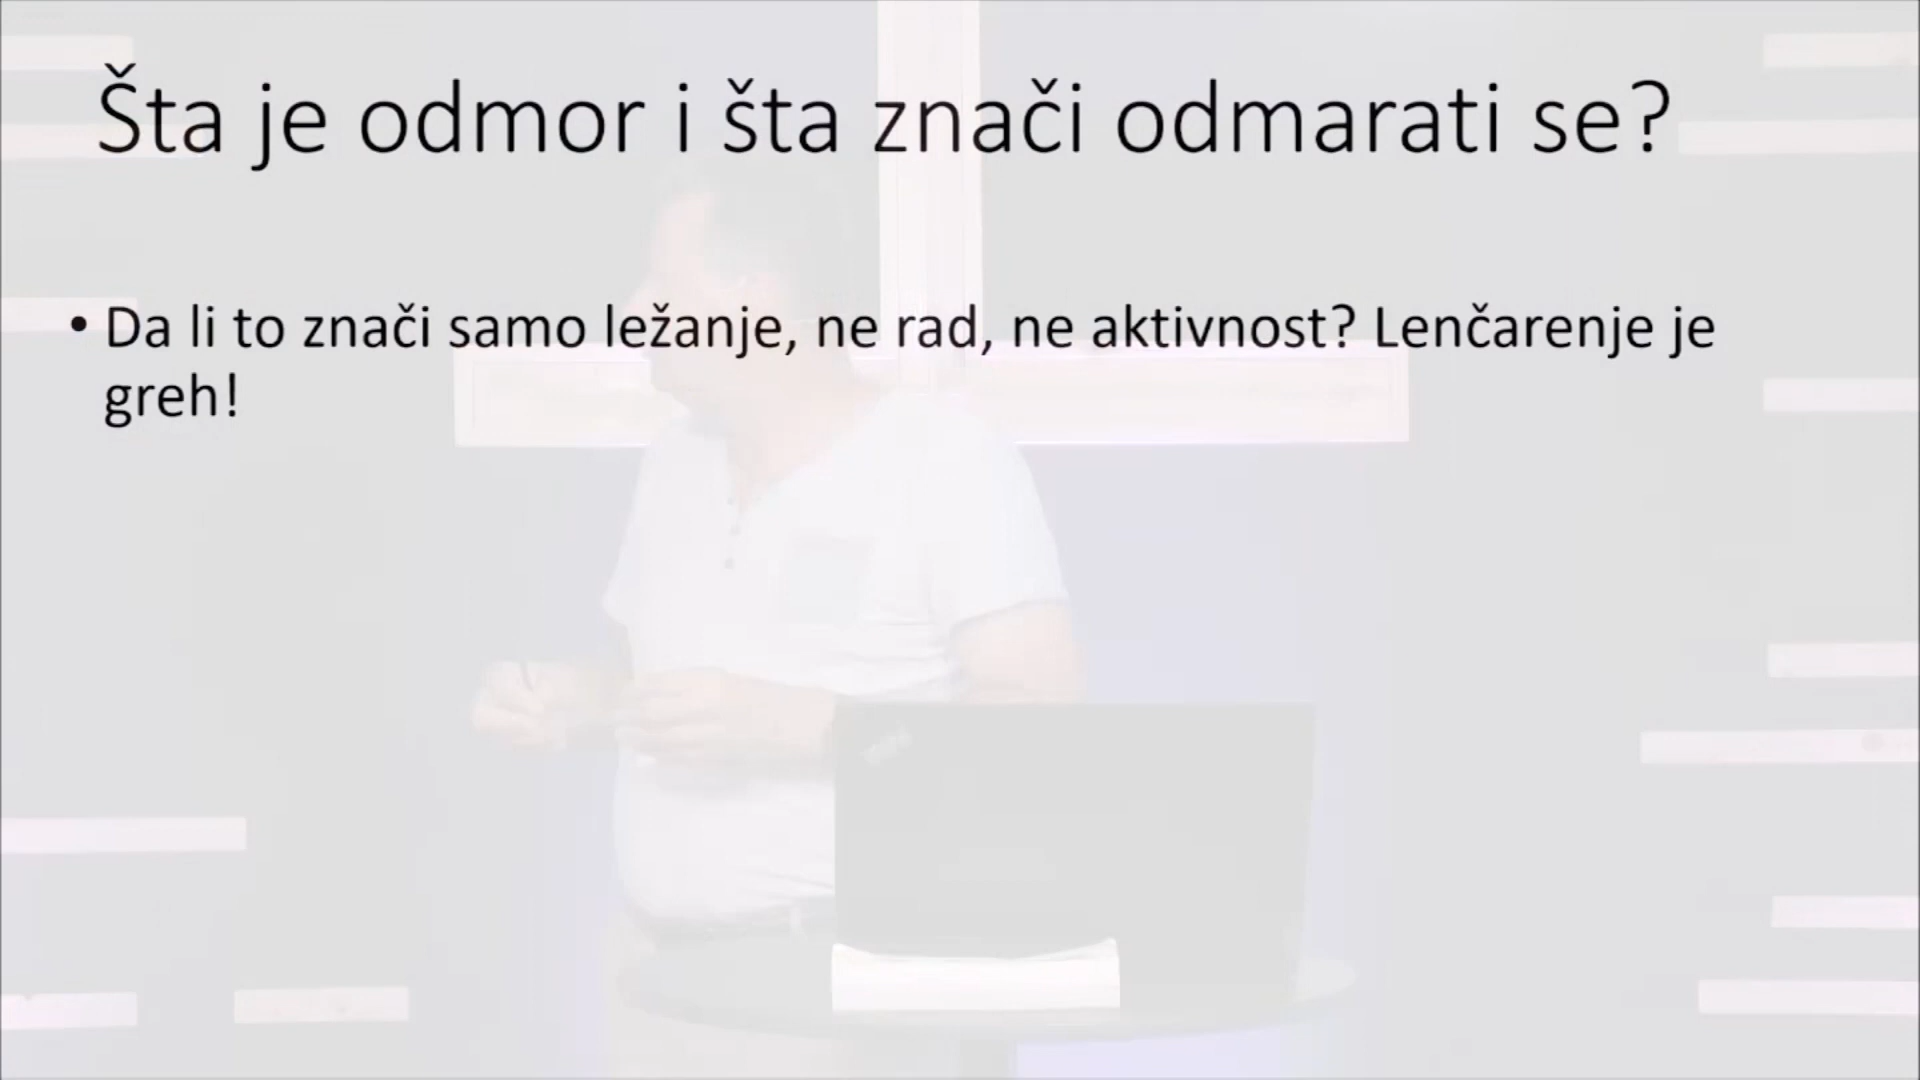 Šta je odmor i šta znači odmarati se?
• Da li to znači samo ležanje, ne rad, ne aktivnost? Lenčarenje je
greh!